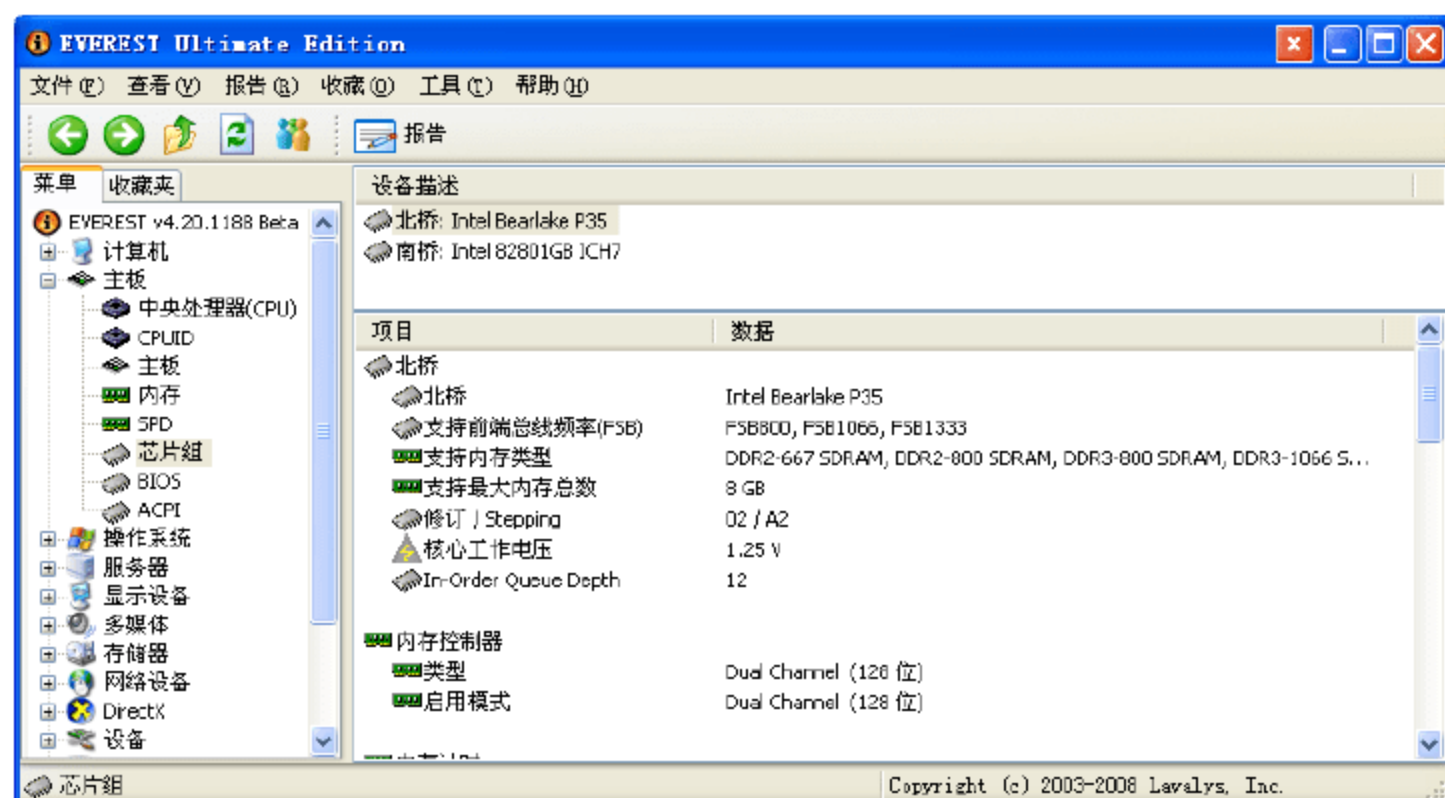 EVEREST Ultimate Edition
文件(F) 查看(V) 报告(R) 收藏(O) 工具(T) 帮助(H)
报告
菜单 收藏夹
EVEREST v4.20.1188 Beta
计算机
主板
中央处理器(CPU)
CPUID
主板
内存
SPD
芯片组
BIOS
ACPI
操作系统
服务器
显示设备
多媒体
存储器
网络设备
DirectX
设备
设备描述
北桥: Intel Bearlake P35
南桥: Intel 82801GB ICH7
项目 数据
北桥
北桥 Intel Bearlake P35
支持前端总线频率(FSB) FSB800, FSB1066, FSB1333
支持内存类型 DDR2-667 SDRAM, DDR2-800 SDRAM, DDR3-800 SDRAM, DDR3-1066 S...
支持最大内存总数 8 GB
修订 / Stepping 02 / A2
核心工作电压 1.25 V
In-Order Queue Depth 12
内存控制器
类型 Dual Channel (128 位)
启用模式 Dual Channel (128 位)
芯片组 Copyright (c) 2003-2008 Lavalys, Inc.